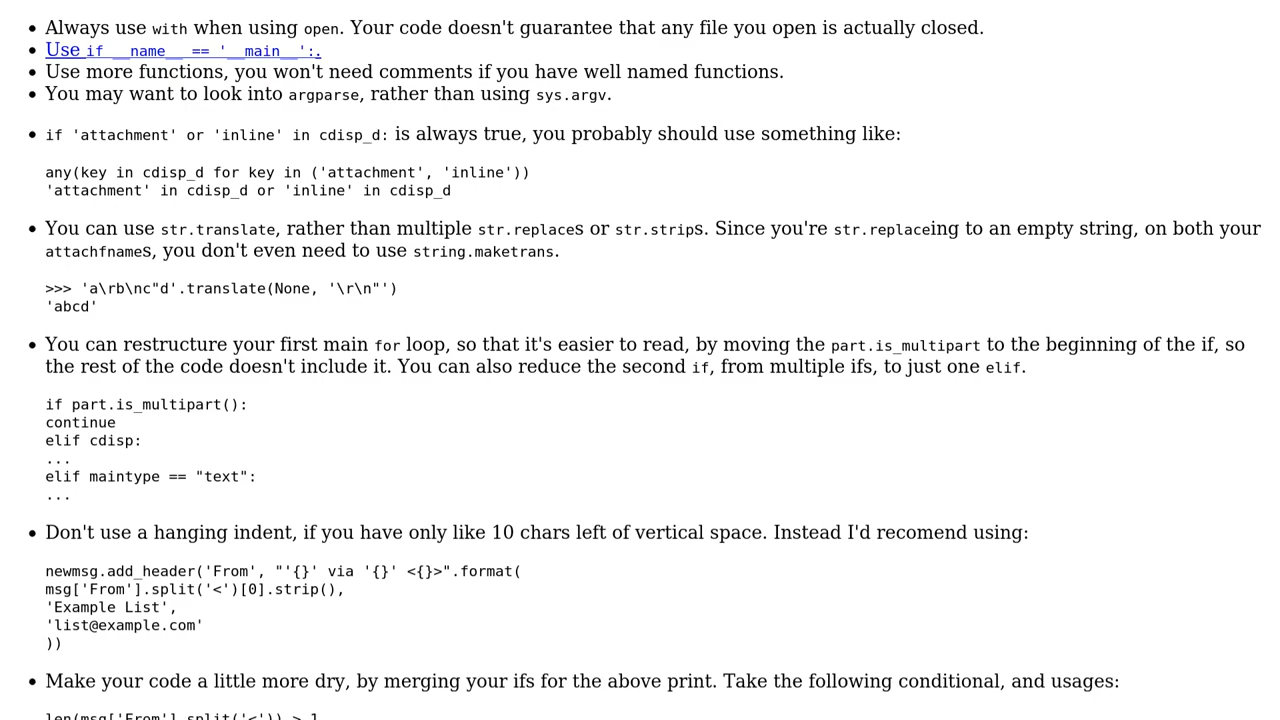 • Always use with when using open. Your code doesn't guarantee that any file you open is actually closed.
• Use if __name__ == '__main__':.
• Use more functions, you won't need comments if you have well named functions.
• You may want to look into argparse, rather than using sys.argv.
• if 'attachment' or 'inline' in cdisp_d: is always true, you probably should use something like:
any(key in cdisp_d for key in ('attachment', 'inline'))
'attachment' in cdisp_d or 'inline' in cdisp_d
• You can use str.translate, rather than multiple str.replaces or str.strips. Since you're str.replaceing to an empty string, on both your
attachfnames, you don't even need to use string.maketrans.
>>> 'a\rb\nc"d'.translate(None, '\r\n"')
'abcd'
• You can restructure your first main for loop, so that it's easier to read, by moving the part.is_multipart to the beginning of the if, so
the rest of the code doesn't include it. You can also reduce the second if, from multiple ifs, to just one elif.
if part.is_multipart():
continue
elif cdisp:
...
elif maintype == "text":
...
• Don't use a hanging indent, if you have only like 10 chars left of vertical space. Instead I'd recomend using:
newmsg.add_header('From', "'{}' via '{}' <{}>".format(
msg['From'].split('<')[0].strip(),
'Example List',
'list@example.com'
))
• Make your code a little more dry, by merging your ifs for the above print. Take the following conditional, and usages:
len(msg['From'].split('<')) > 1